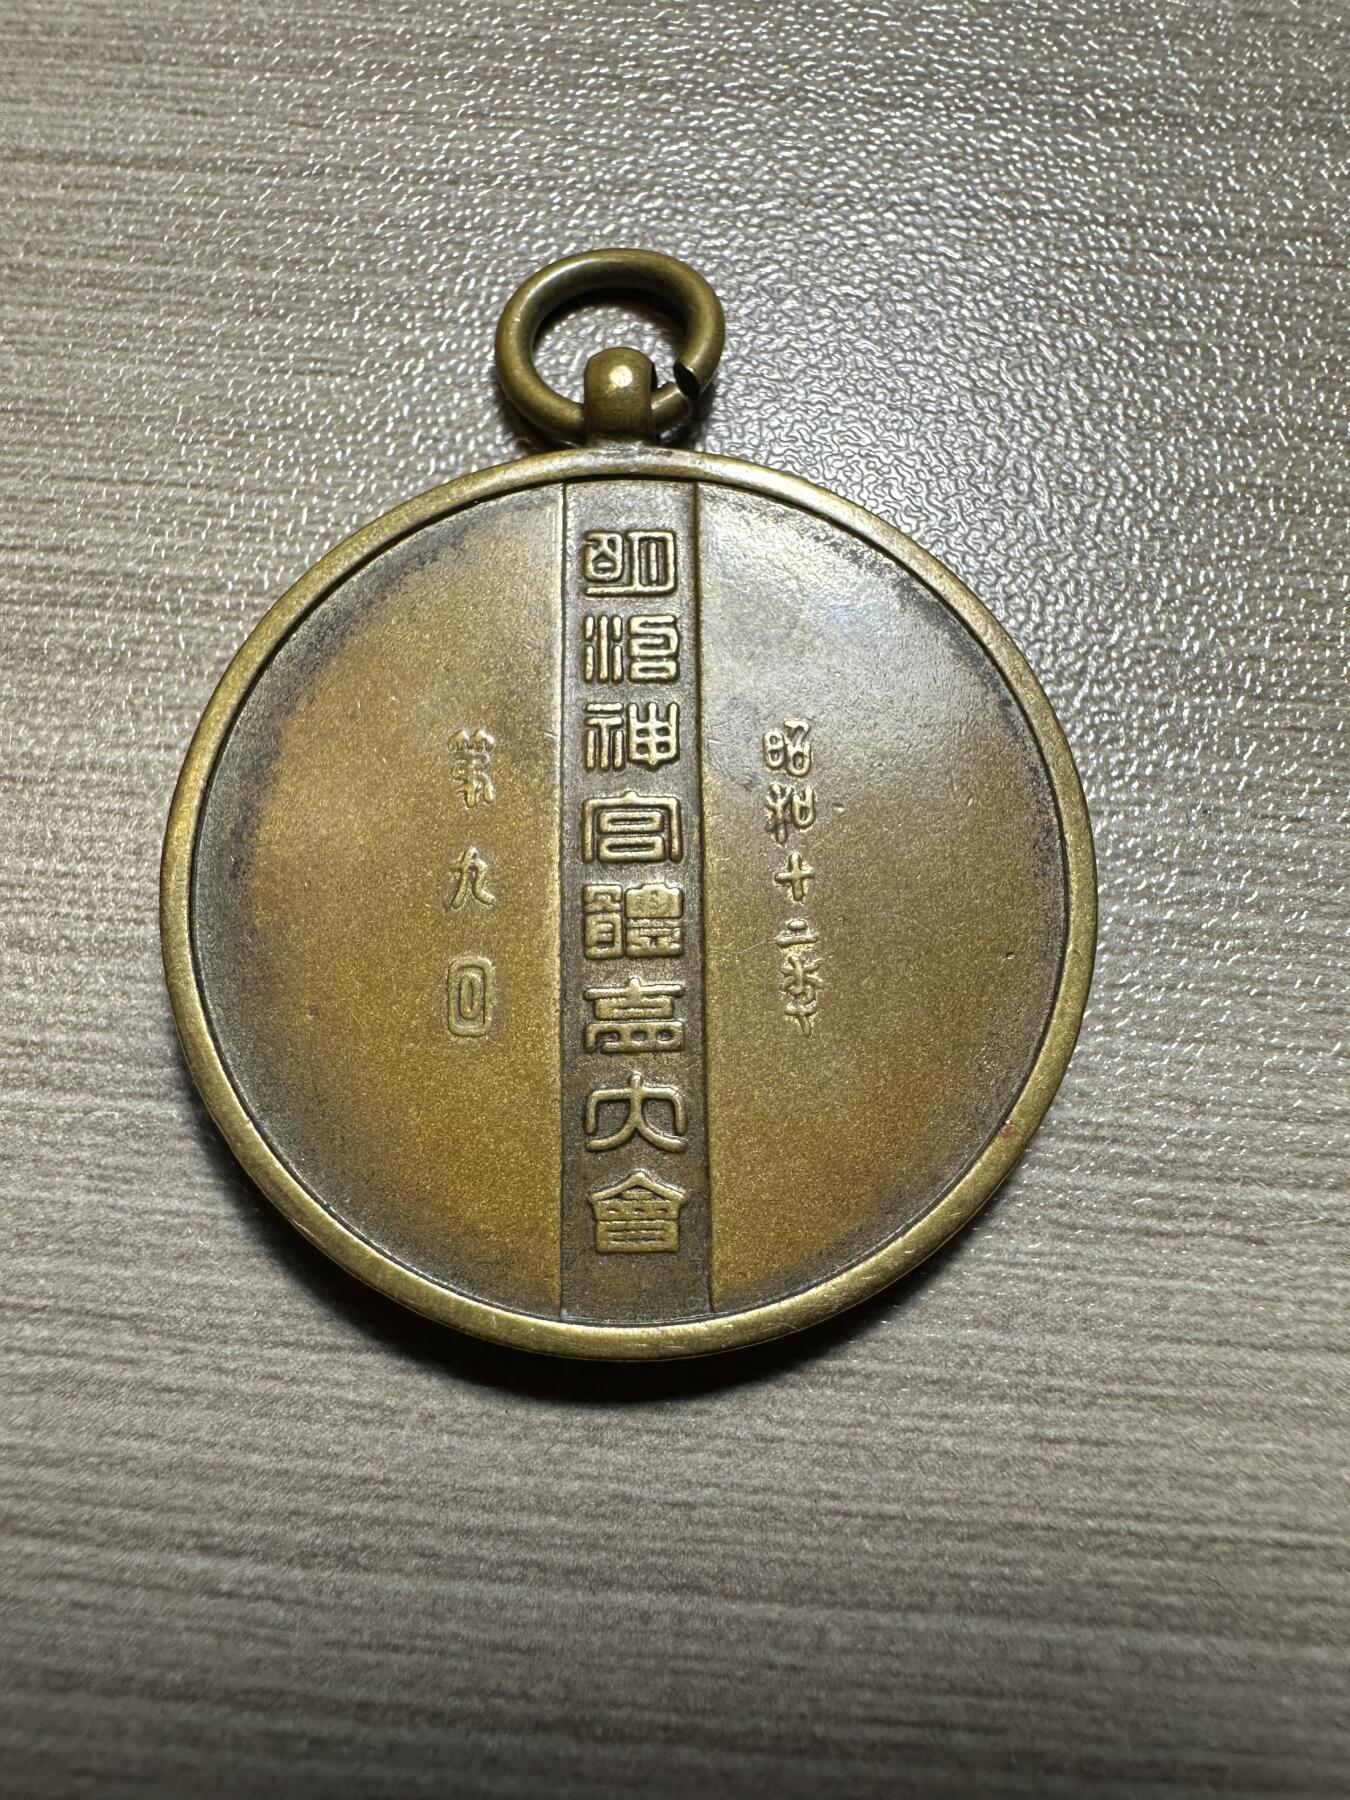 昭和十二年
明治神宮體育大會
第九回